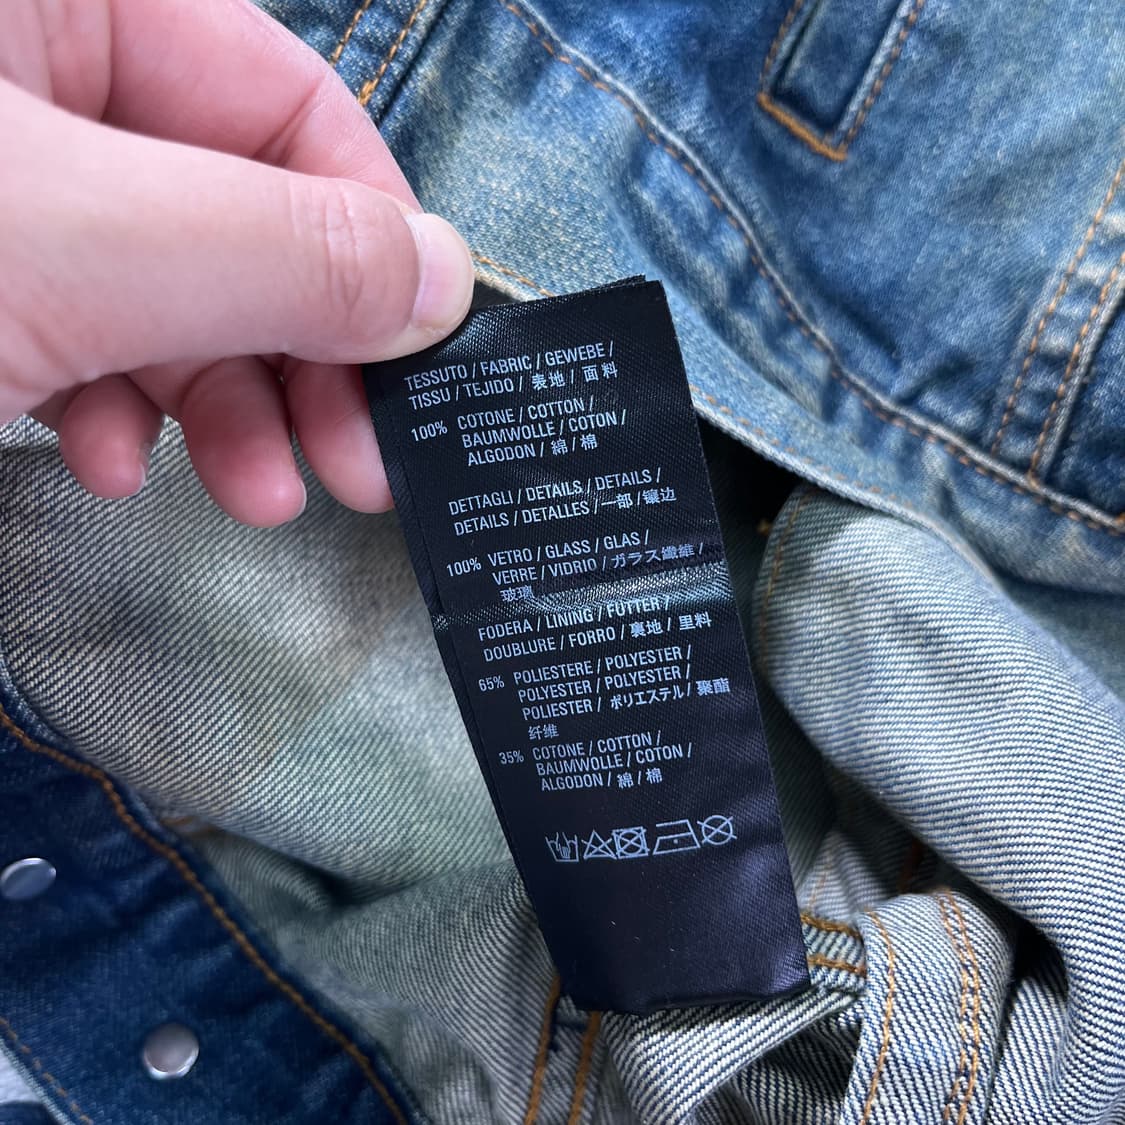 TESSUTO / FABRIC / GEWEBE /
TISSU / TEJIDO / 表地 / 面料
100% COTONE / COTTON /
BAUMWOLLE / COTON /
ALGODON / 綿 / 棉
DETTAGLI / DETAILS / DETAILS /
DETAILS / DETALLES / 一部 / 镶边
100% VETRO / GLASS / GLAS /
VERRE / VIDRIO / ガラス繊維 /
玻璃
FODERA / LINING / FUTTER /
DOUBLURE / FORRO / 裏地 / 里料
65% POLIESTERE / POLYESTER /
POLYESTER / POLYESTER /
POLIESTER / ポリエステル / 聚酯
纤维
35% COTONE / COTTON /
BAUMWOLLE / COTON /
ALGODON / 綿 / 棉